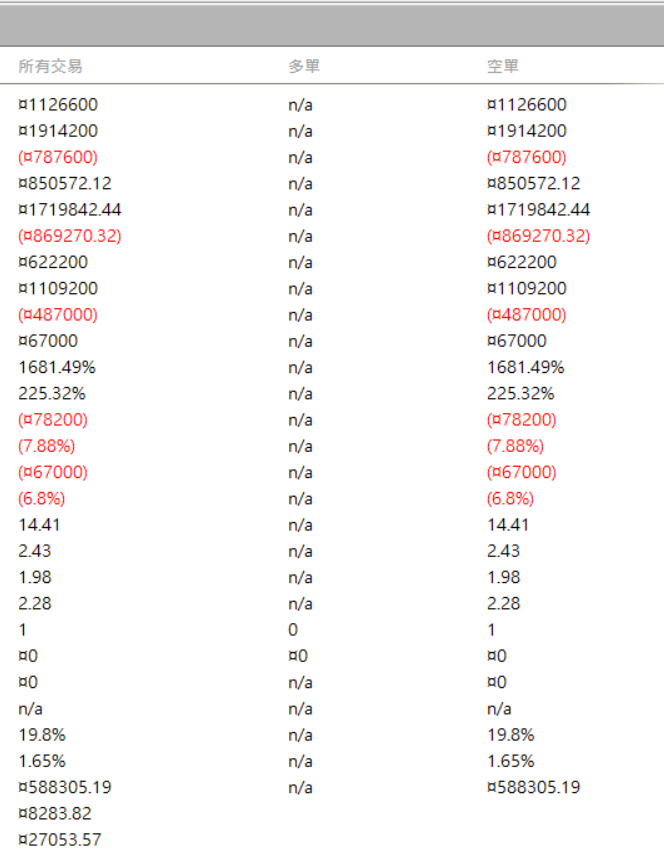 所有交易 多單 空單
¤1126600 n/a ¤1126600
¤1914200 n/a ¤1914200
(¤787600) n/a (¤787600)
¤850572.12 n/a ¤850572.12
¤1719842.44 n/a ¤1719842.44
(¤869270.32) n/a (¤869270.32)
¤622200 n/a ¤622200
¤1109200 n/a ¤1109200
(¤487000) n/a (¤487000)
¤67000 n/a ¤67000
1681.49% n/a 1681.49%
225.32% n/a 225.32%
(¤78200) n/a (¤78200)
(7.88%) n/a (7.88%)
(¤67000) n/a (¤67000)
(6.8%) n/a (6.8%)
14.41 n/a 14.41
2.43 n/a 2.43
1.98 n/a 1.98
2.28 n/a 2.28
1 0 1
¤0 ¤0 ¤0
¤0 n/a ¤0
n/a n/a n/a
19.8% n/a 19.8%
1.65% n/a 1.65%
¤588305.19 n/a ¤588305.19
¤8283.82
¤27053.57